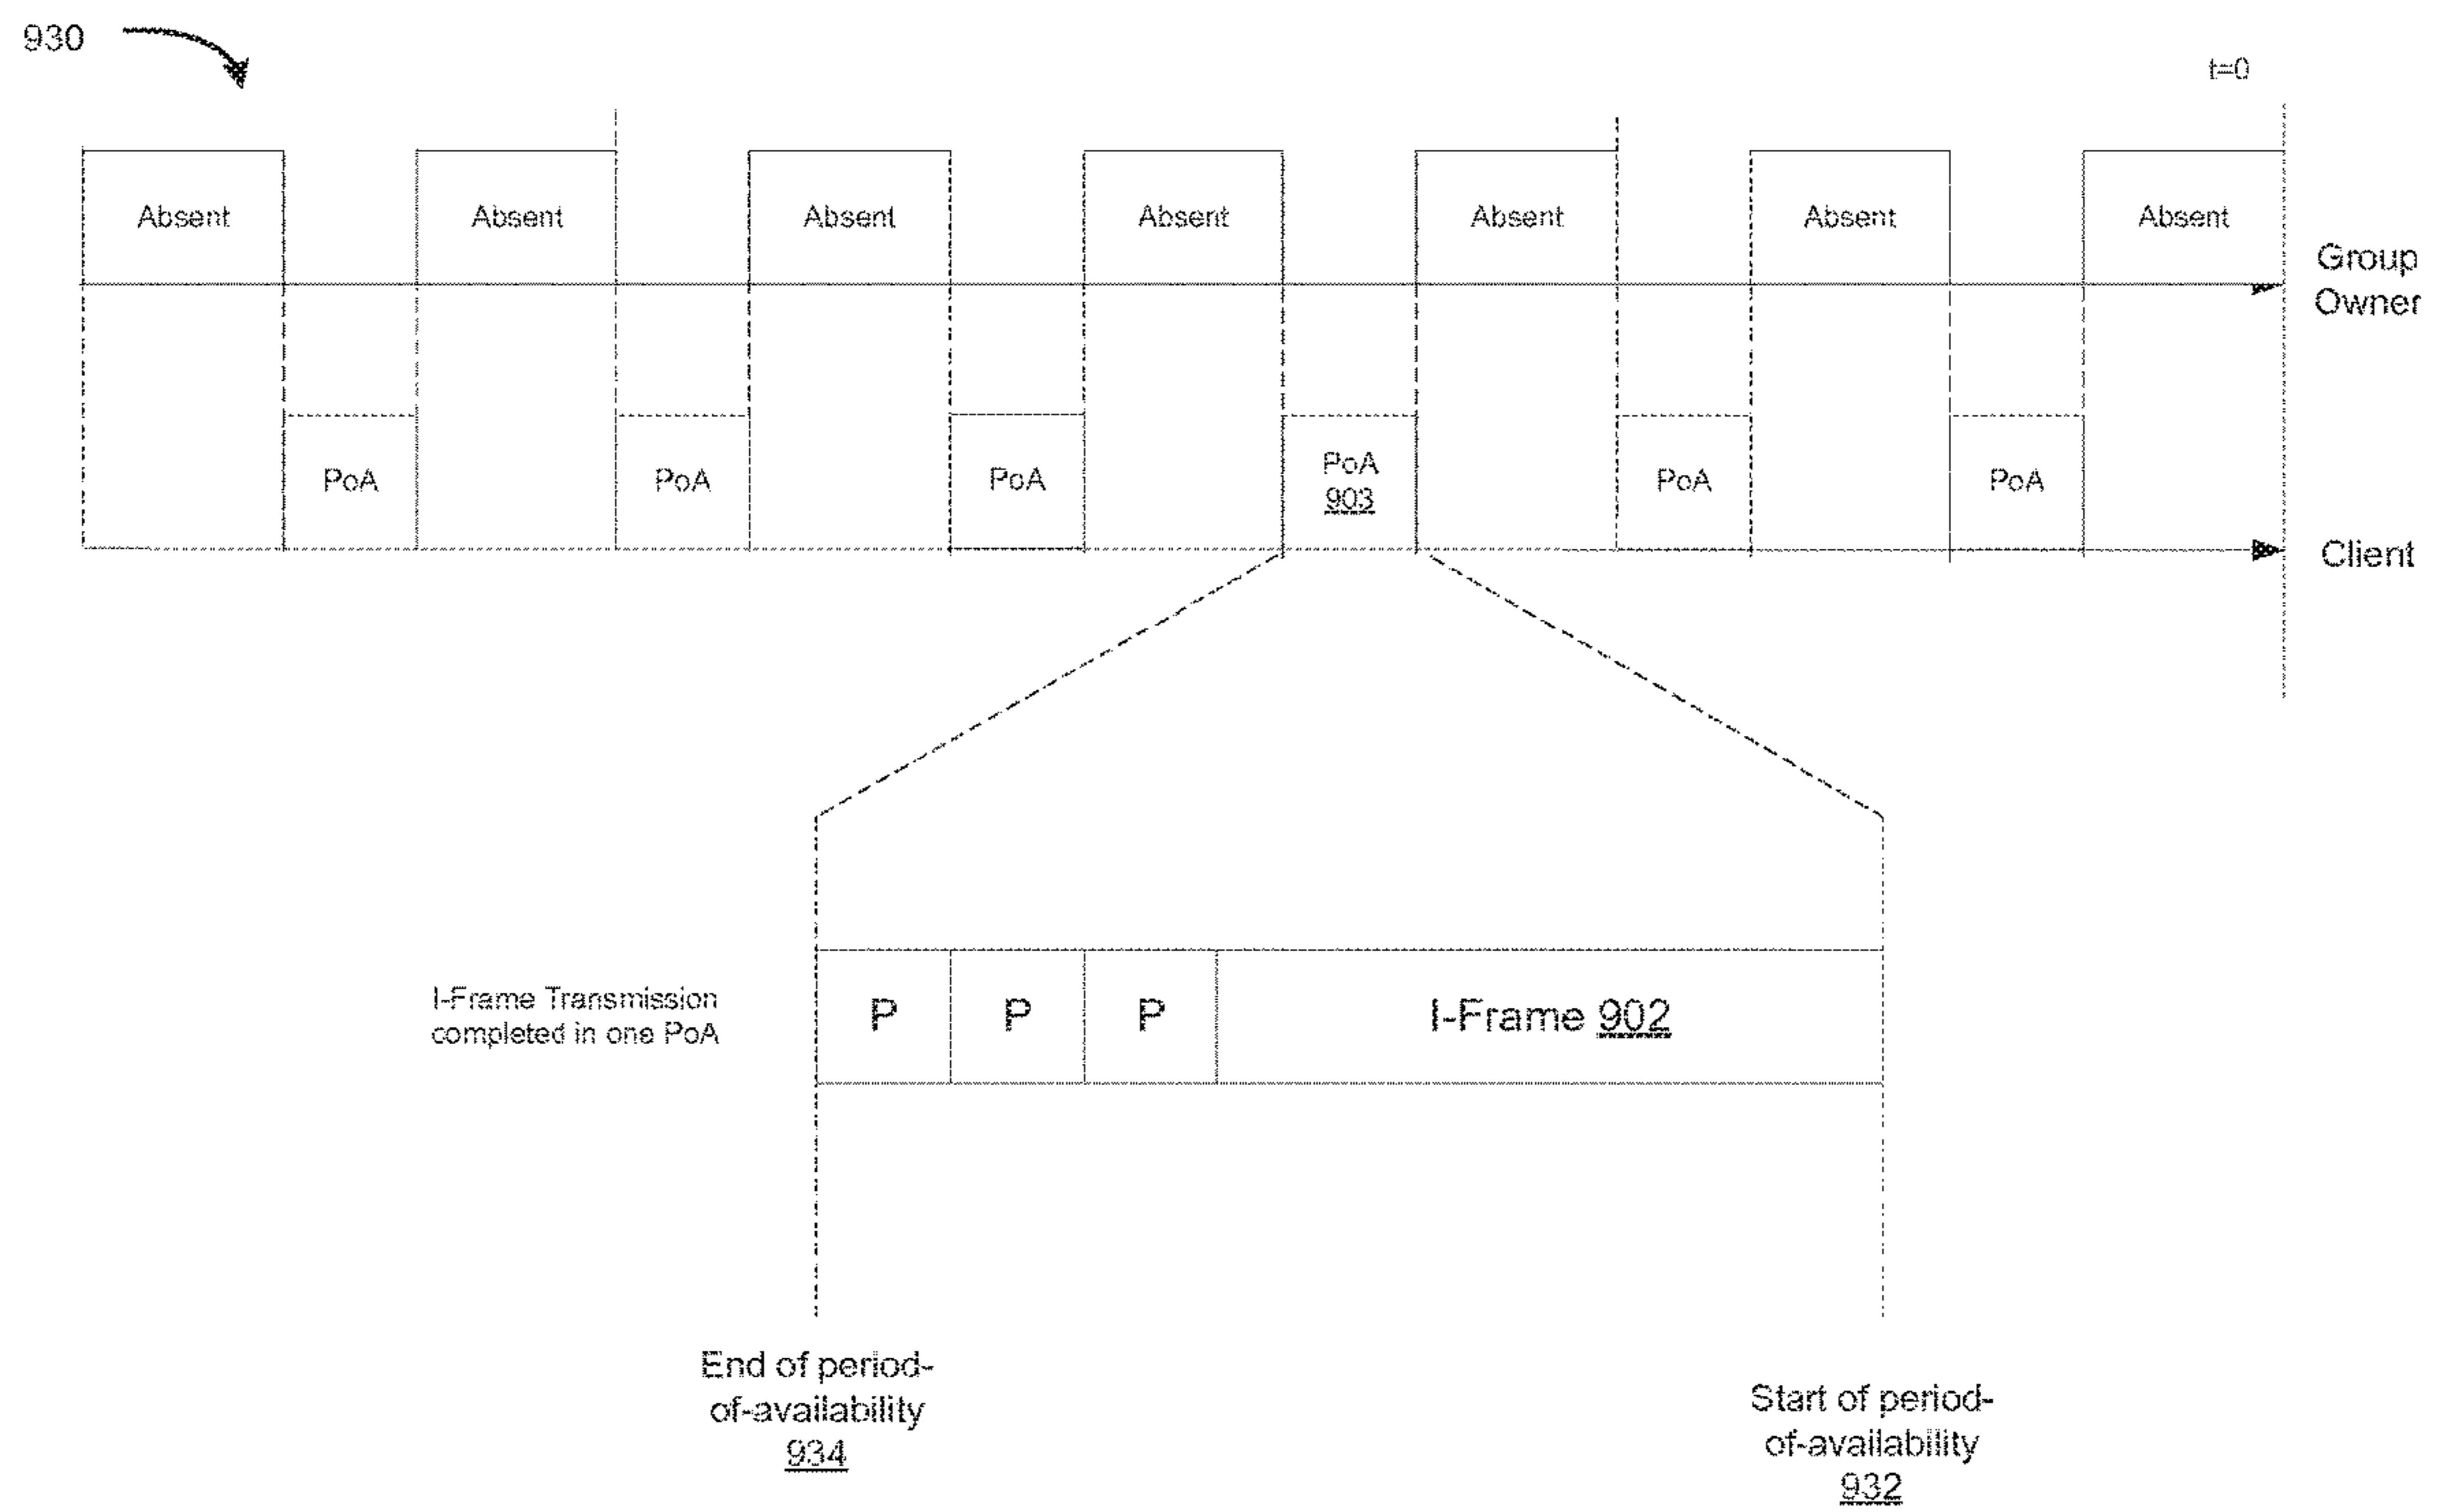 930
t=0
Absent Absent Absent Absent Absent Absent Absent
Group
Owner
PoA PoA PoA PoA PoA PoA
903
Client
I-Frame Transmission
completed in one PoA
P P P I-Frame 902
End of period-
of-availability
934
Start of period-
of-availability
932